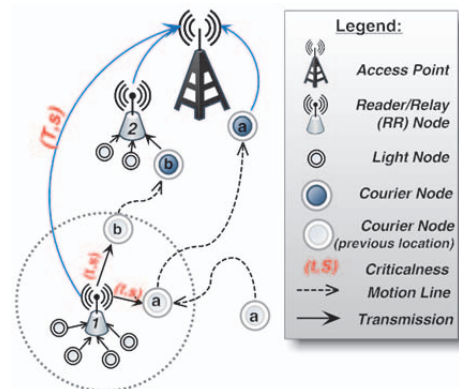 Legend:
Access Point
Reader/Relay
(RR) Node
Light Node
Courier Node
Courier Node
(previous location)
(t,S)
Criticalness
Motion Line
Transmission
2
a
b
(T,s)
b
(t,s)
(t,s)
a
a
1